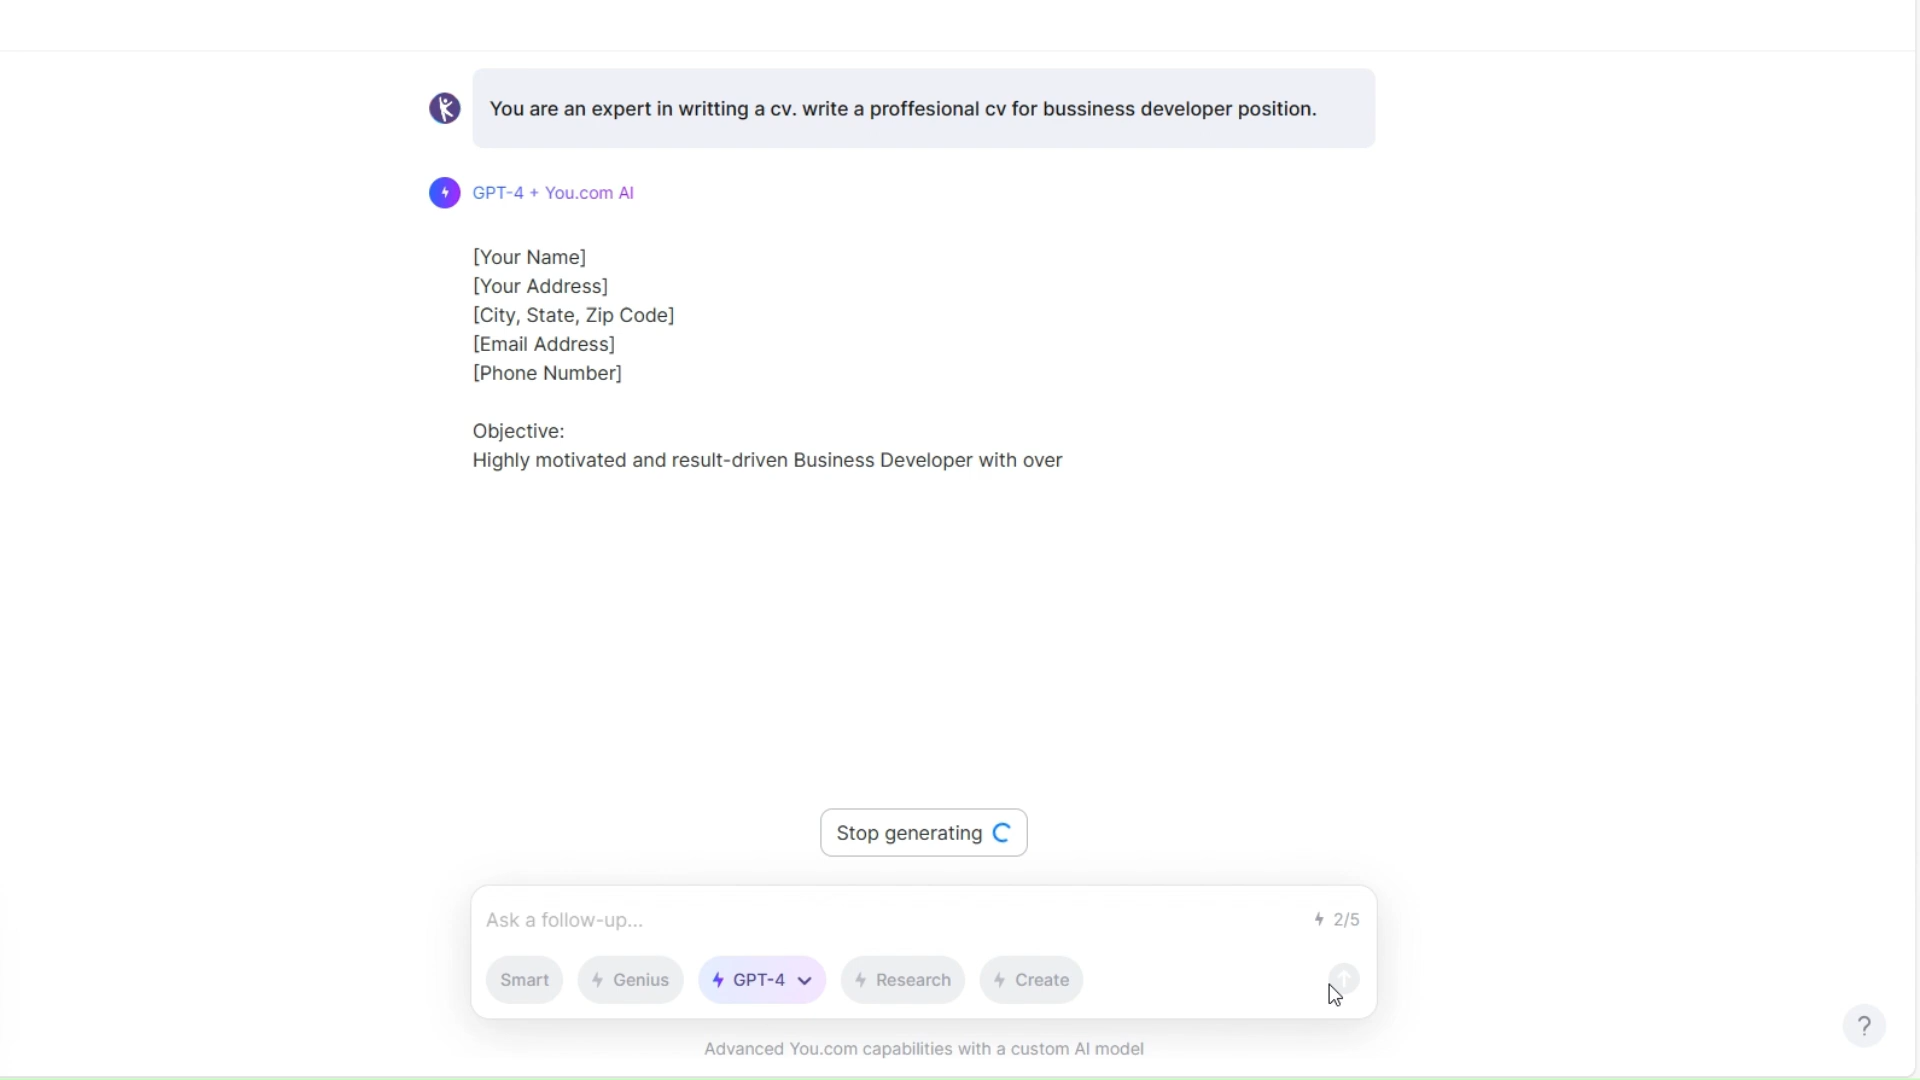 You are an expert in writting a cv. write a proffesional cv for bussiness developer position.
GPT-4 + You.com AI
[Your Name]
[Your Address]
[City, State, Zip Code]
[Email Address]
[Phone Number]
Objective:
Highly motivated and result-driven Business Developer with over
Stop generating
Ask a follow-up...
2/5
Smart
Genius
GPT-4
Research
Create
?
Advanced You.com capabilities with a custom AI model